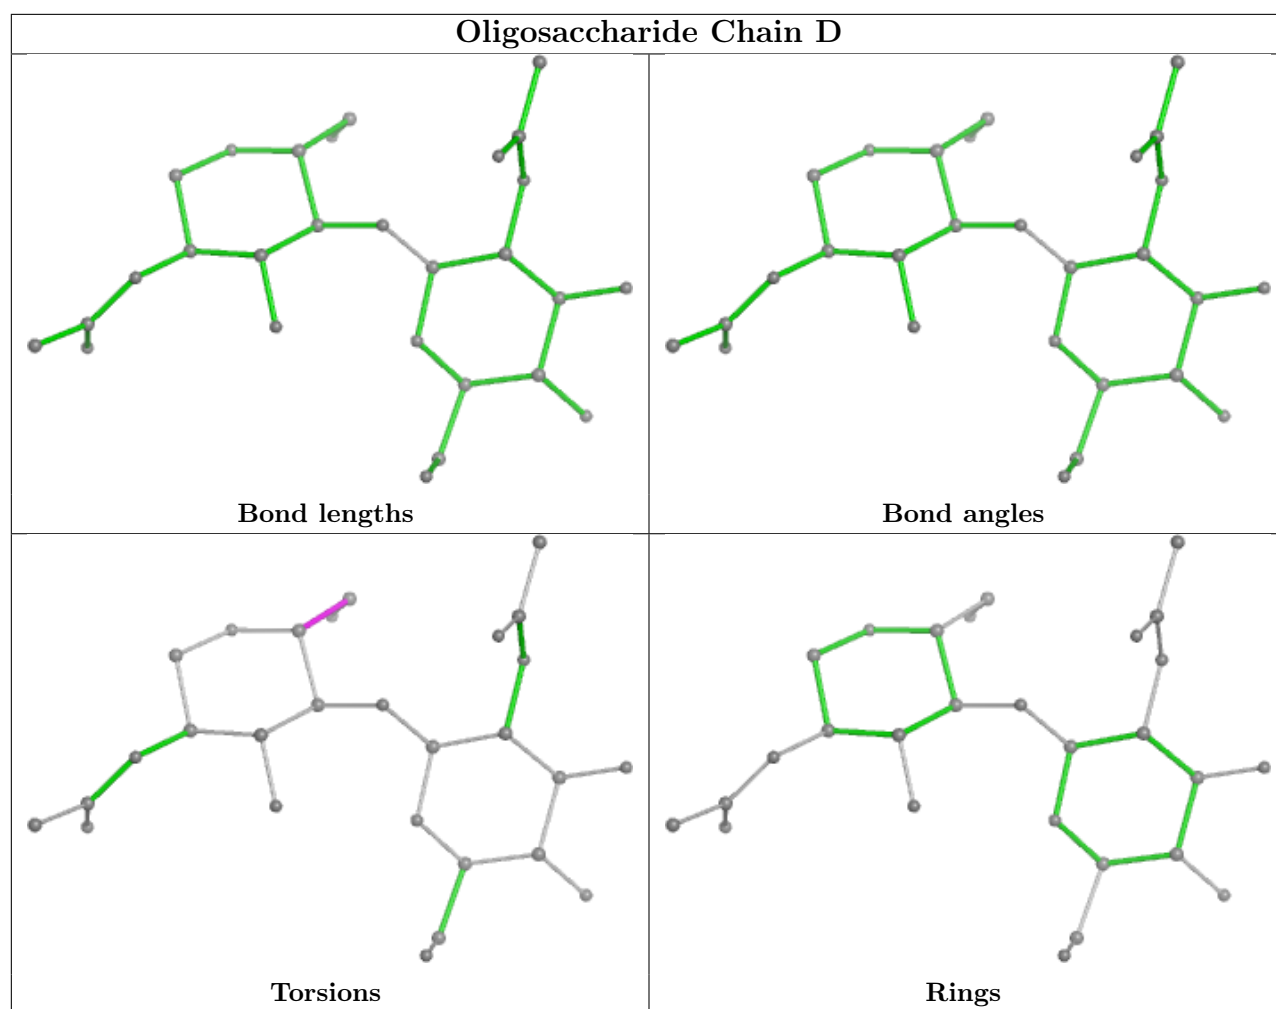 Oligosaccharide Chain D
Bond lengths
Bond angles
Torsions
Rings